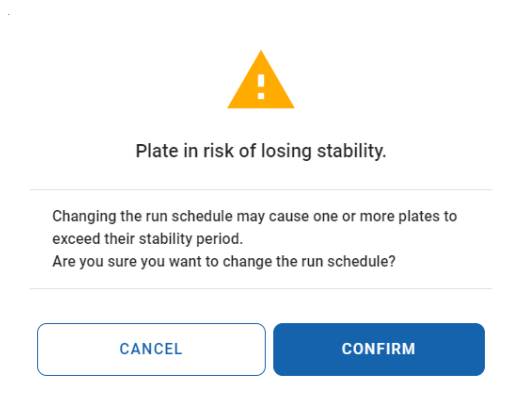 Plate in risk of losing stability.
Changing the run schedule may cause one or more plates to
exceed their stability period.
Are you sure you want to change the run schedule?
CANCEL
CONFIRM